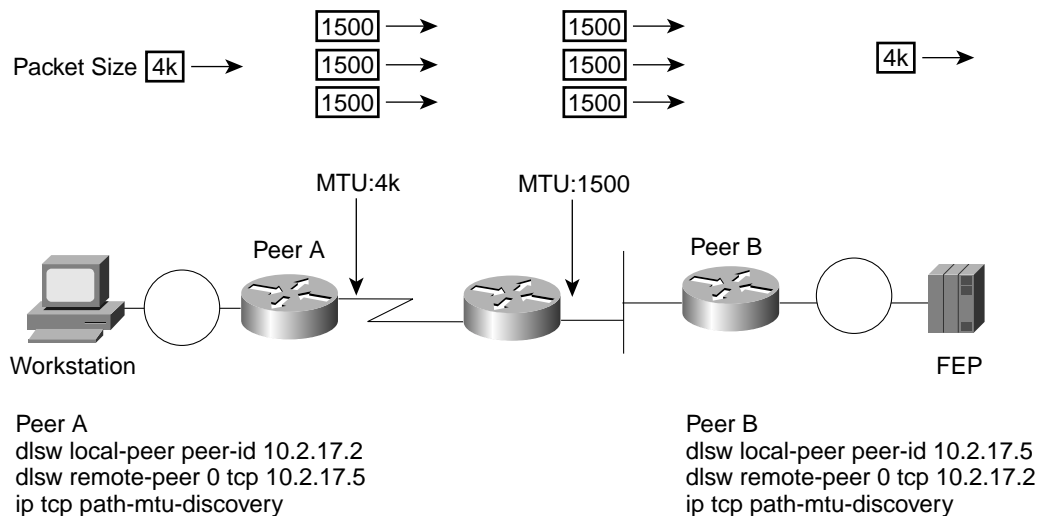 1500
1500
Packet Size 4k
1500
1500
4k
1500
1500
MTU:4k
MTU:1500
Peer A
Peer B
Workstation
FEP
Peer A
dlsw local-peer peer-id 10.2.17.2
dlsw remote-peer 0 tcp 10.2.17.5
ip tcp path-mtu-discovery
Peer B
dlsw local-peer peer-id 10.2.17.5
dlsw remote-peer 0 tcp 10.2.17.2
ip tcp path-mtu-discovery